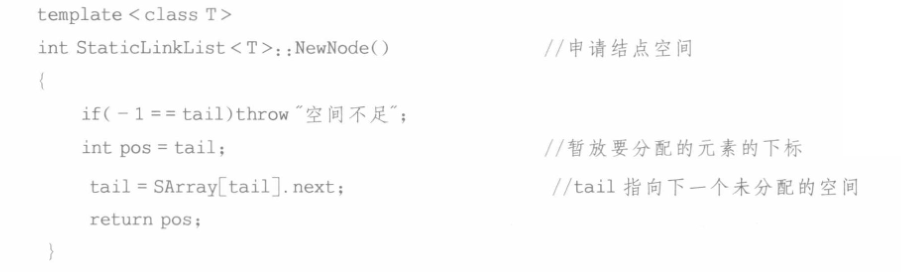 template <class T>
int StaticLinkList<T>::NewNode() //申请结点空间
{
if(-1==tail)throw "空间不足";
int pos = tail; //暂放要分配的元素的下标
tail = SArray[tail].next; //tail 指向下一个未分配的空间
return pos;
}